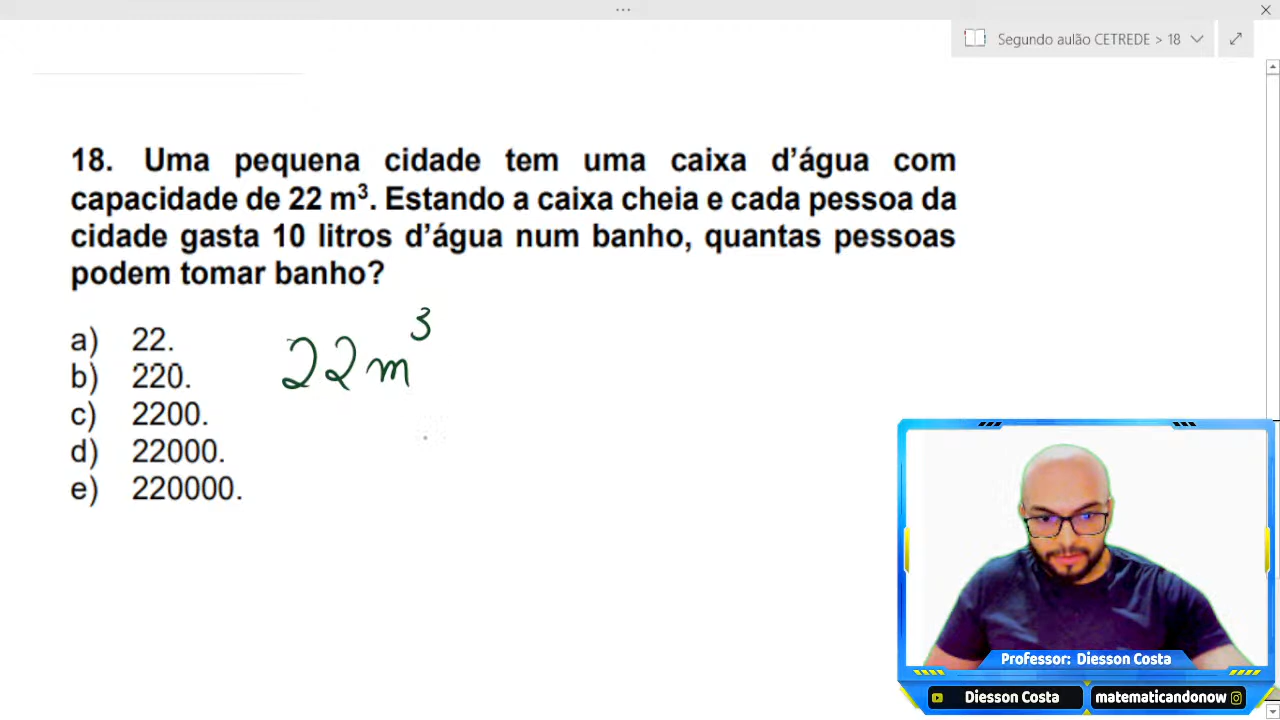 Segundo aulão CETREDE > 18
18. Uma pequena cidade tem uma caixa d’água com
capacidade de 22 m³. Estando a caixa cheia e cada pessoa da
cidade gasta 10 litros d’água num banho, quantas pessoas
podem tomar banho?
a) 22.
b) 220.
c) 2200.
d) 22000.
e) 220000.
22m³
Professor: Diesson Costa
Diesson Costa
matematicandonow